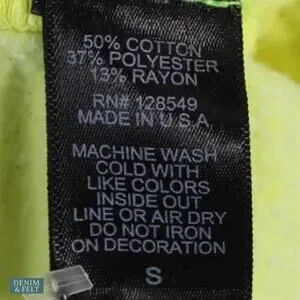 50% COTTON
37% POLYESTER
13% RAYON
RN# 128549
MADE IN U.S.A
MACHINE WASH
COLD WITH
LIKE COLORS
INSIDE OUT
LINE OR AIR DRY
DO NOT IRON
ON DECORATION
S
DENIM
& FELT